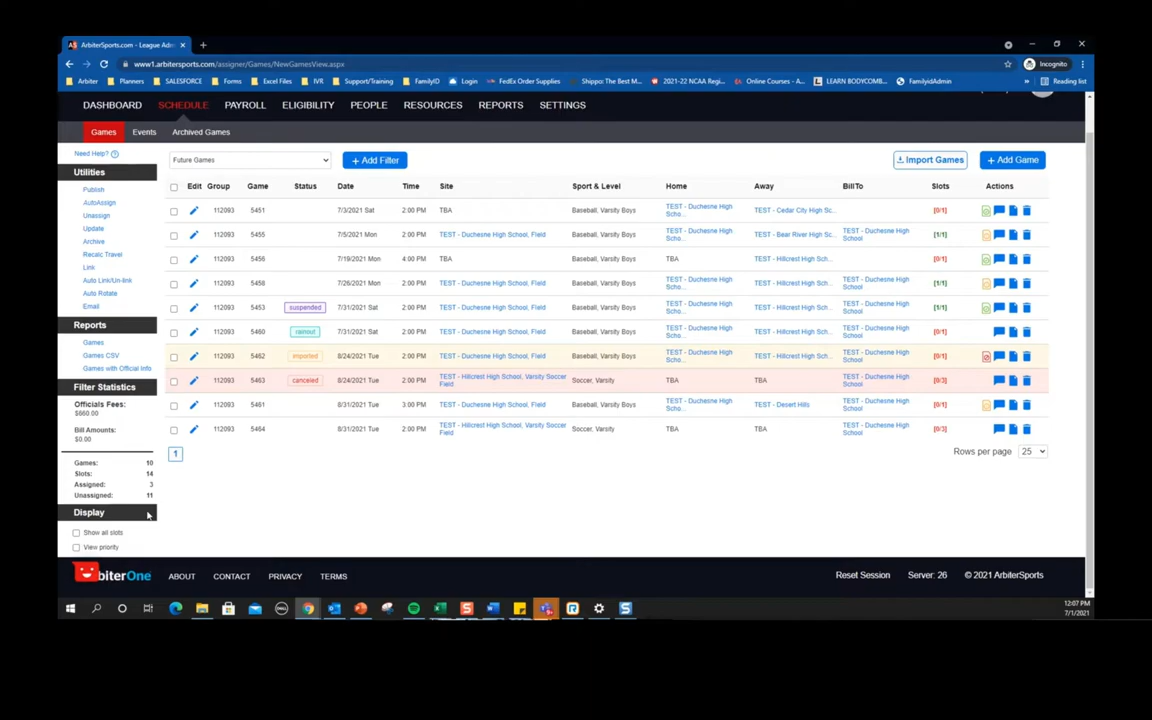 ArbiterSports.com - League Adm
www1.arbitersports.com/assigner/Games/NewGamesView.aspx
Incognito
Arbiter Planners SALESFORCE Forms Excel Files IVR Support/Training FamilyID Login FedEx Order Supplies Shippo: The Best M... 2021-22 NCAA Regi... Online Courses - A... LEARN BODYCOMB... FamilyidAdmin » Reading list
DASHBOARD SCHEDULE PAYROLL ELIGIBILITY PEOPLE RESOURCES REPORTS SETTINGS
Games Events Archived Games
Need Help?
Utilities
Publish
AutoAssign
Unassign
Update
Archive
Recalc Travel
Link
Auto Link/Un-link
Auto Rotate
Email
Reports
Games
Games CSV
Games with Official Info
Filter Statistics
Officials Fees:
$660.00
Bill Amounts:
$0.00
Games: 10
Slots: 14
Assigned: 3
Unassigned: 11
Display
Show all slots
View priority
Future Games + Add Filter Import Games + Add Game
Edit Group Game Status Date Time Site Sport & Level Home Away BillTo Slots Actions
112093 5451 7/3/2021 Sat 2:00 PM TBA Baseball, Varsity Boys TEST - Duchesne High Scho... TEST - Cedar City High Sc... [0/1]
112093 5455 7/5/2021 Mon 2:00 PM TEST - Duchesne High School, Field Baseball, Varsity Boys TEST - Duchesne High Scho... TEST - Bear River High Sc... TEST - Duchesne High School [1/1]
112093 5456 7/19/2021 Mon 4:00 PM TBA Baseball, Varsity Boys TBA TEST - Hillcrest High Sch... [0/1]
112093 5458 7/26/2021 Mon 2:00 PM TEST - Duchesne High School, Field Baseball, Varsity Boys TEST - Duchesne High Scho... TEST - Hillcrest High Sch... TEST - Duchesne High School [1/1]
112093 5453 suspended 7/31/2021 Sat 2:00 PM TEST - Duchesne High School, Field Baseball, Varsity Boys TEST - Duchesne High Scho... TEST - Hillcrest High Sch... TEST - Duchesne High School [1/1]
112093 5460 rainout 7/31/2021 Sat 2:00 PM TEST - Duchesne High School, Field Baseball, Varsity Boys TEST - Duchesne High Scho... TEST - Hillcrest High Sch... TEST - Duchesne High School [0/1]
112093 5462 imported 8/24/2021 Tue 2:00 PM TEST - Duchesne High School, Field Baseball, Varsity Boys TEST - Duchesne High Scho... TEST - Hillcrest High Sch... TEST - Duchesne High School [0/1]
112093 5463 canceled 8/24/2021 Tue 2:00 PM TEST - Hillcrest High School, Varsity Soccer Field Soccer, Varsity TBA TBA TEST - Duchesne High School [0/3]
112093 5461 8/31/2021 Tue 3:00 PM TEST - Duchesne High School, Field Baseball, Varsity Boys TEST - Duchesne High Scho... TEST - Desert Hills TEST - Duchesne High School [0/1]
112093 5464 8/31/2021 Tue 2:00 PM TEST - Hillcrest High School, Varsity Soccer Field Soccer, Varsity TBA TBA TEST - Duchesne High School [0/3]
1
Rows per page 25
biterOne ABOUT CONTACT PRIVACY TERMS Reset Session Server: 26 © 2021 ArbiterSports
12:07 PM
7/1/2021